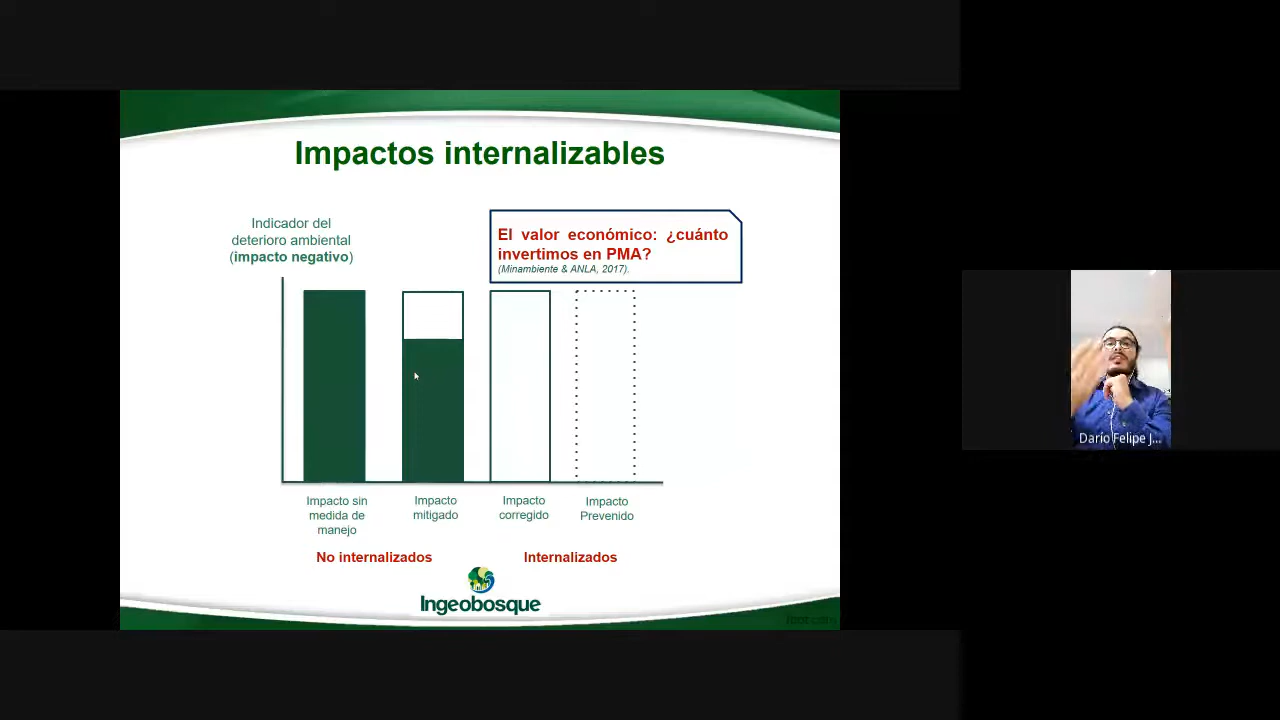 Impactos internalizables
Indicador del
deterioro ambiental
(impacto negativo)
El valor económico: ¿cuánto
invertimos en PMA?
(Minambiente & ANLA, 2017).
Impacto sin
medida de
manejo
Impacto
mitigado
Impacto
corregido
Impacto
Prevenido
No internalizados
Internalizados
Ingeobosque
Darío Felipe J...